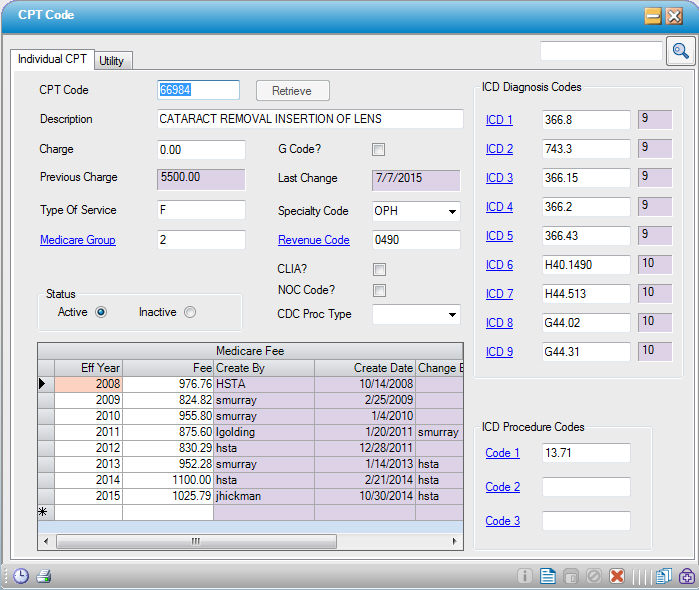 CPT Code
Individual CPT Utility
CPT Code 66984 Retrieve
Description CATARACT REMOVAL INSERTION OF LENS
Charge 0.00 G Code?
Previous Charge 5500.00 Last Change 7/7/2015
Type Of Service F Specialty Code OPH
Medicare Group 2 Revenue Code 0490
CLIA?
NOC Code?
CDC Proc Type
Status
Active Inactive
ICD Diagnosis Codes
ICD 1 366.8 9
ICD 2 743.3 9
ICD 3 366.15 9
ICD 4 366.2 9
ICD 5 366.43 9
ICD 6 H40.1490 10
ICD 7 H44.513 10
ICD 8 G44.02 10
ICD 9 G44.31 10
Medicare Fee
Eff Year Fee Create By Create Date Change B
2008 976.76 HSTA 10/14/2008
2009 824.82 smurray 2/25/2009
2010 955.80 smurray 1/4/2010
2011 875.60 lgolding 1/20/2011 smurray
2012 830.29 hsta 12/28/2011
2013 952.28 smurray 1/14/2013 hsta
2014 1100.00 hsta 2/21/2014 hsta
2015 1025.79 jhickman 10/30/2014 hsta
ICD Procedure Codes
Code 1 13.71
Code 2
Code 3